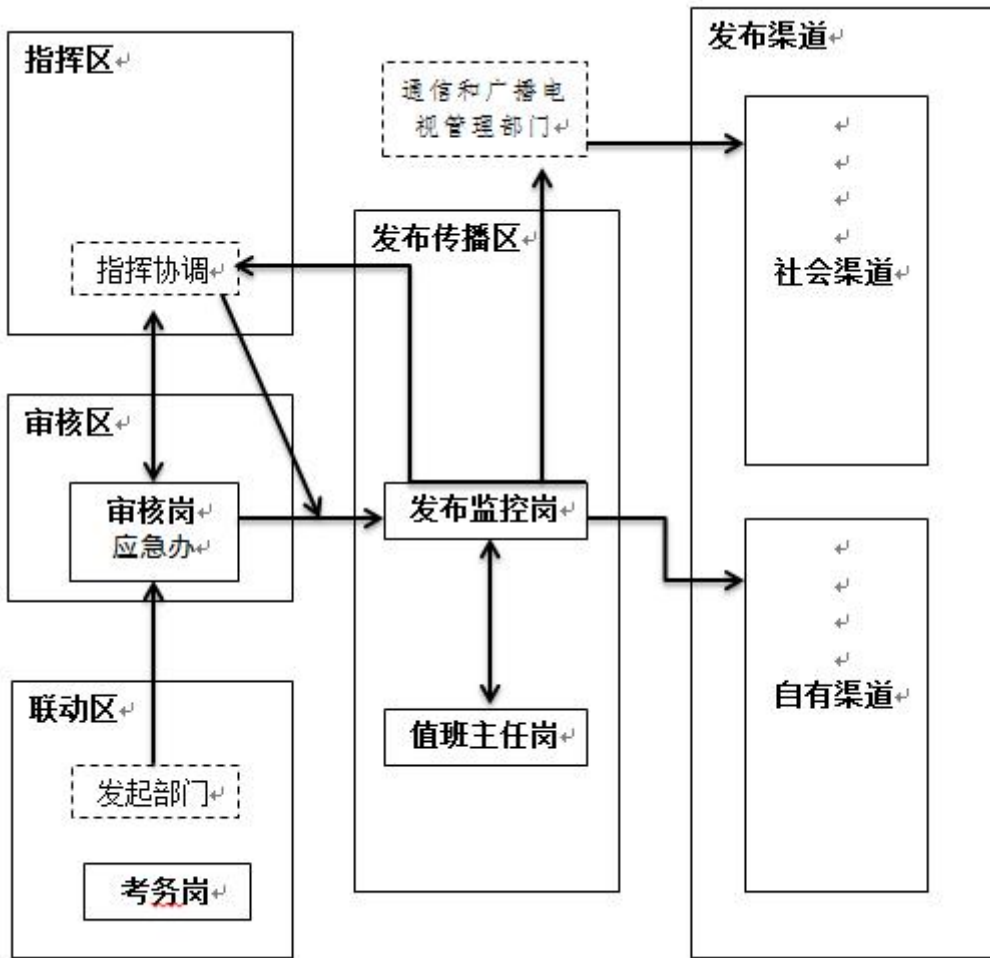 指挥区
指挥协调
审核区
审核岗
应急办
联动区
发起部门
考务岗
通信和广播电
视管理部门
发布传播区
发布监控岗
值班主任岗
发布渠道
社会渠道
自有渠道